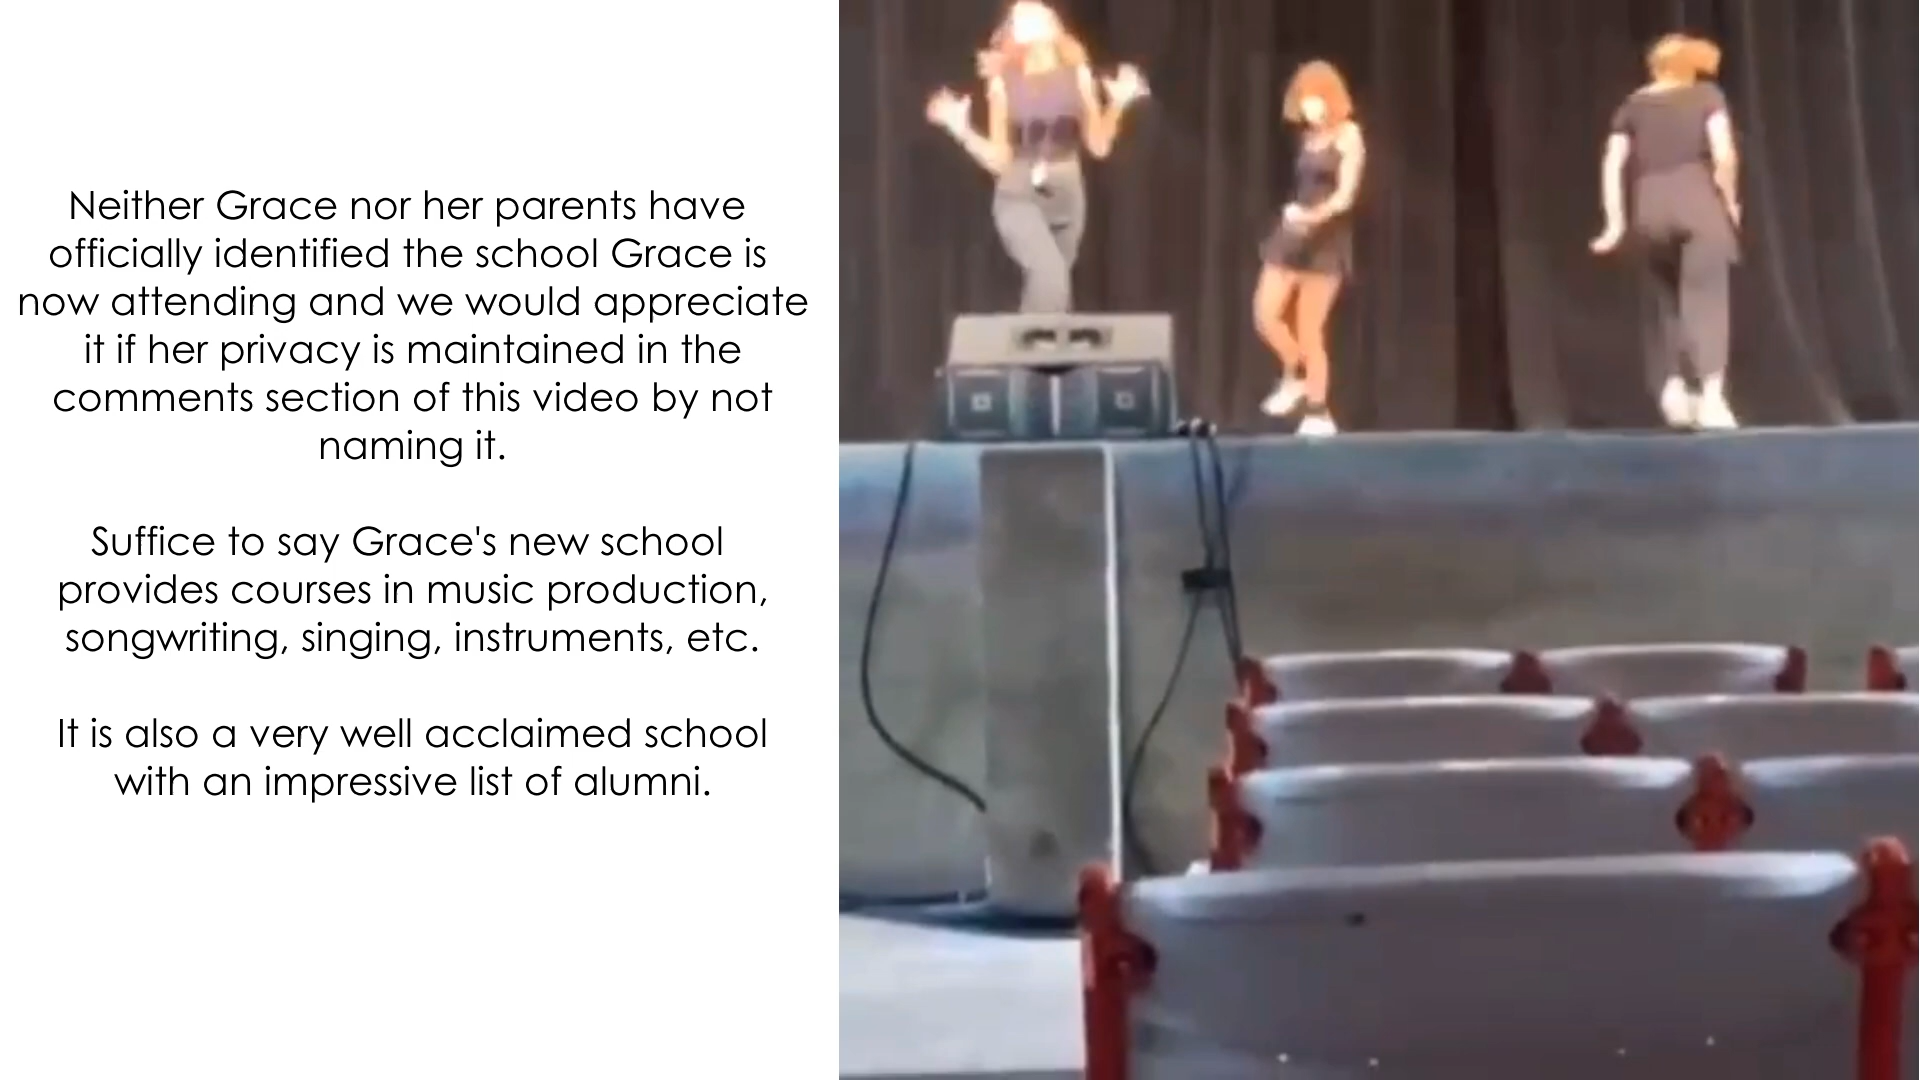 Neither Grace nor her parents have
officially identified the school Grace is
now attending and we would appreciate
it if her privacy is maintained in the
comments section of this video by not
naming it.
Suffice to say Grace's new school
provides courses in music production,
songwriting, singing, instruments, etc.
It is also a very well acclaimed school
with an impressive list of alumni.